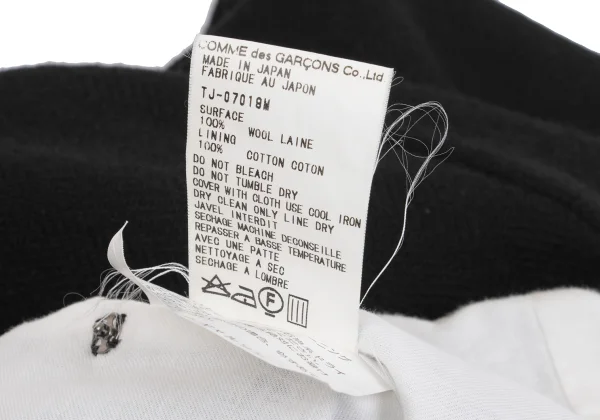 COMME des GARÇONS Co.,Ltd
MADE IN JAPAN
FABRIQUE AU JAPON
TJ-07019M
SURFACE
100% WOOL LAINE
LINING
100% COTTON COTON
DO NOT BLEACH
DO NOT TUMBLE DRY
COVER WITH CLOTH USE COOL IRON
DRY CLEAN ONLY LINE DRY
JAVEL INTERDIT
SECHAGE MACHINE DECONSEILLE
REPASSER A BASSE TEMPERATURE
AVEC UNE PATTE
NETTOYAGE A SEC
SECHAGE A LOMBRE
F